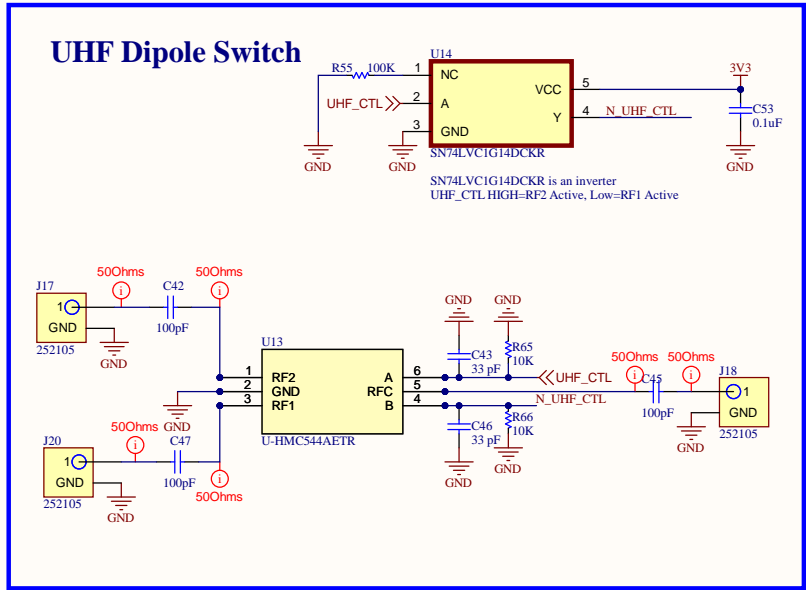 UHF Dipole Switch
U14
R55
100K
1
NC
VCC
5
3V3
UHF_CTL
2
A
Y
4
N_UHF_CTL
C53
0.1uF
3
GND
GND
GND
GND
SN74LVC1G14DCKR
SN74LVC1G14DCKR is an inverter
UHF_CTL HIGH=RF2 Active, Low=RF1 Active
J17
50Ohms
i
C42
50Ohms
i
1
GND
252105
100pF
GND
U13
1
RF2
2
GND
3
RF1
A
6
RFC
5
B
4
U-HMC544AETR
GND
GND
GND
C43
33 pF
R65
10K
UHF_CTL
N_UHF_CTL
C46
33 pF
R66
10K
GND
GND
50Ohms
i
C45
100pF
50Ohms
i
J18
1
GND
252105
GND
J20
50Ohms
i
C47
1
GND
252105
100pF
i
50Ohms
GND